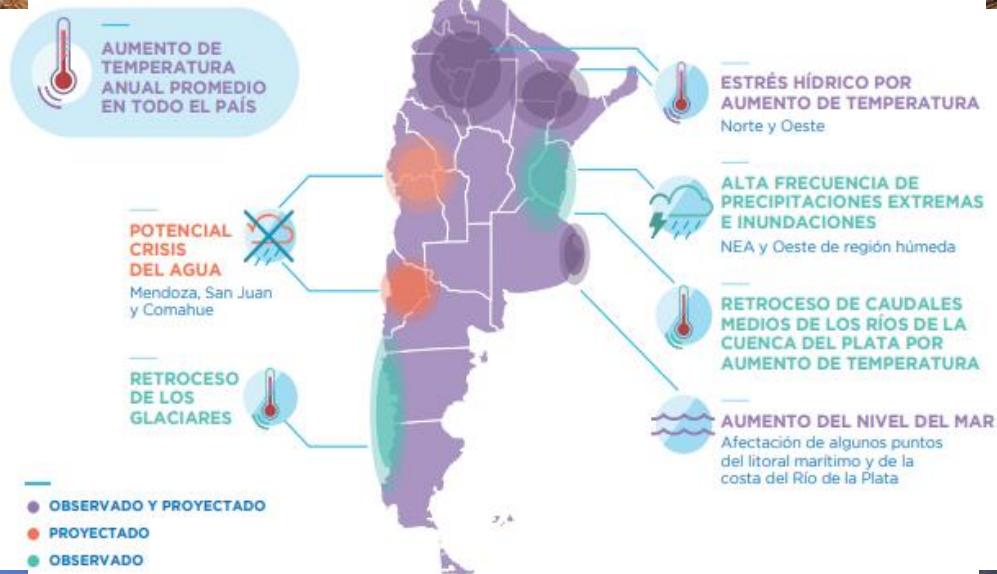 AUMENTO DE
TEMPERATURA
ANUAL PROMEDIO
EN TODO EL PAÍS
ESTRÉS HÍDRICO POR
AUMENTO DE TEMPERATURA
Norte y Oeste
ALTA FRECUENCIA DE
PRECIPITACIONES EXTREMAS
E INUNDACIONES
NEA y Oeste de región húmeda
POTENCIAL
CRISIS
DEL AGUA
Mendoza, San Juan
y Comahue
RETROCESO DE CAUDALES
MEDIOS DE LOS RÍOS DE LA
CUENCA DEL PLATA POR
AUMENTO DE TEMPERATURA
RETROCESO
DE LOS
GLACIARES
AUMENTO DEL NIVEL DEL MAR
Afectación de algunos puntos
del litoral marítimo y de la
costa del Río de la Plata
OBSERVADO Y PROYECTADO
PROYECTADO
OBSERVADO